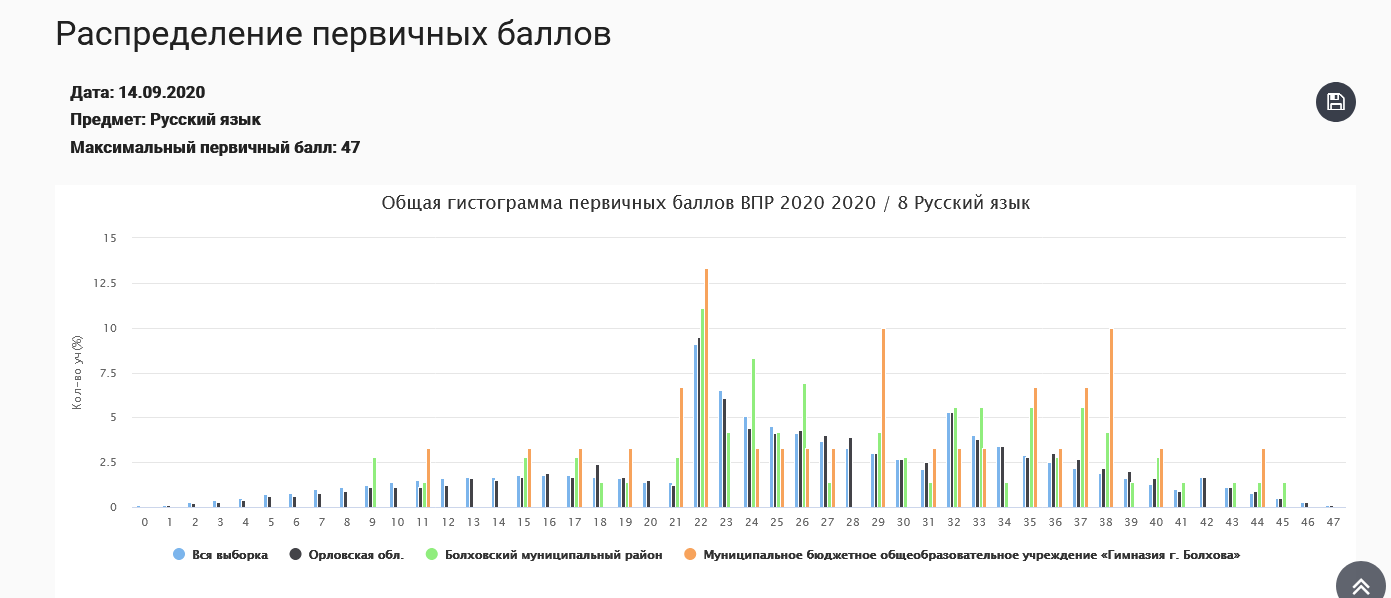 Распределение первичных баллов
Дата: 14.09.2020
Предмет: Русский язык
Максимальный первичный балл: 47
Общая гистограмма первичных баллов ВПР 2020 2020 / 8 Русский язык
15
12.5
10
7.5
5
2.5
0
Кол-во уч(%)
0 1 2 3 4 5 6 7 8 9 10 11 12 13 14 15 16 17 18 19 20 21 22 23 24 25 26 27 28 29 30 31 32 33 34 35 36 37 38 39 40 41 42 43 44 45 46 47
Вся выборка Орловская обл. Болховский муниципальный район Муниципальное бюджетное общеобразовательное учреждение «Гимназия г. Болхова»